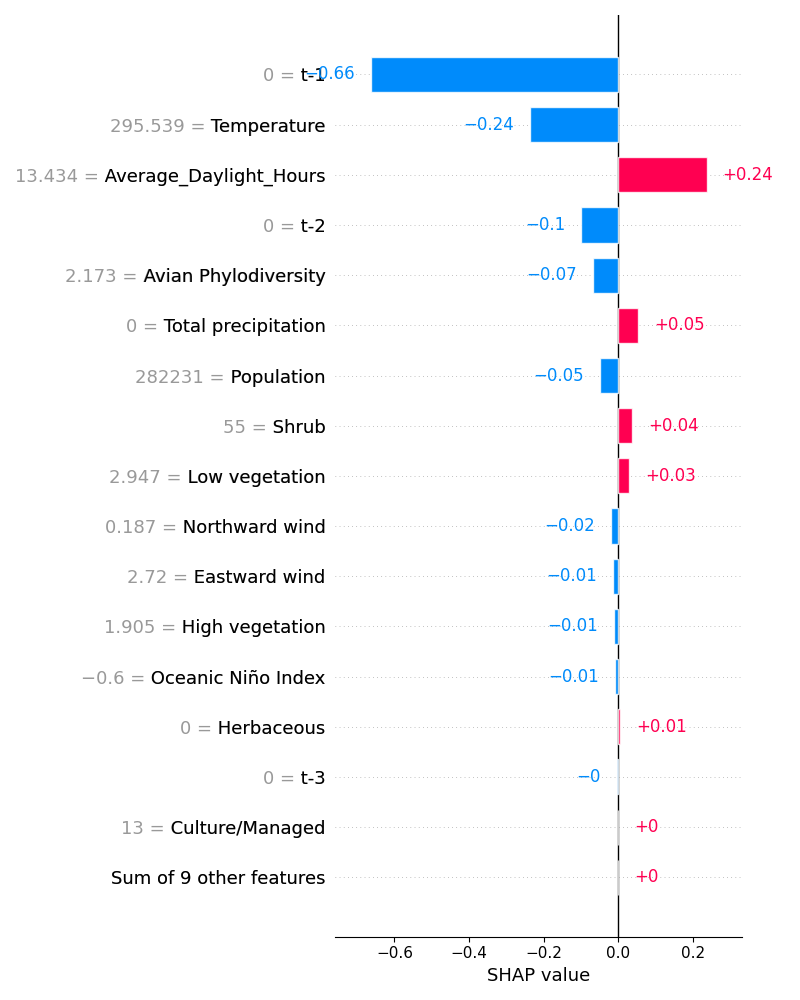 0 = t-1 −0.66
295.539 = Temperature −0.24
13.434 = Average_Daylight_Hours +0.24
0 = t-2 −0.1
2.173 = Avian Phylodiversity −0.07
0 = Total precipitation +0.05
282231 = Population −0.05
55 = Shrub +0.04
2.947 = Low vegetation +0.03
0.187 = Northward wind −0.02
2.72 = Eastward wind −0.01
1.905 = High vegetation −0.01
−0.6 = Oceanic Niño Index −0.01
0 = Herbaceous +0.01
0 = t-3 −0
13 = Culture/Managed +0
Sum of 9 other features +0
−0.6 −0.4 −0.2 0.0 0.2
SHAP value